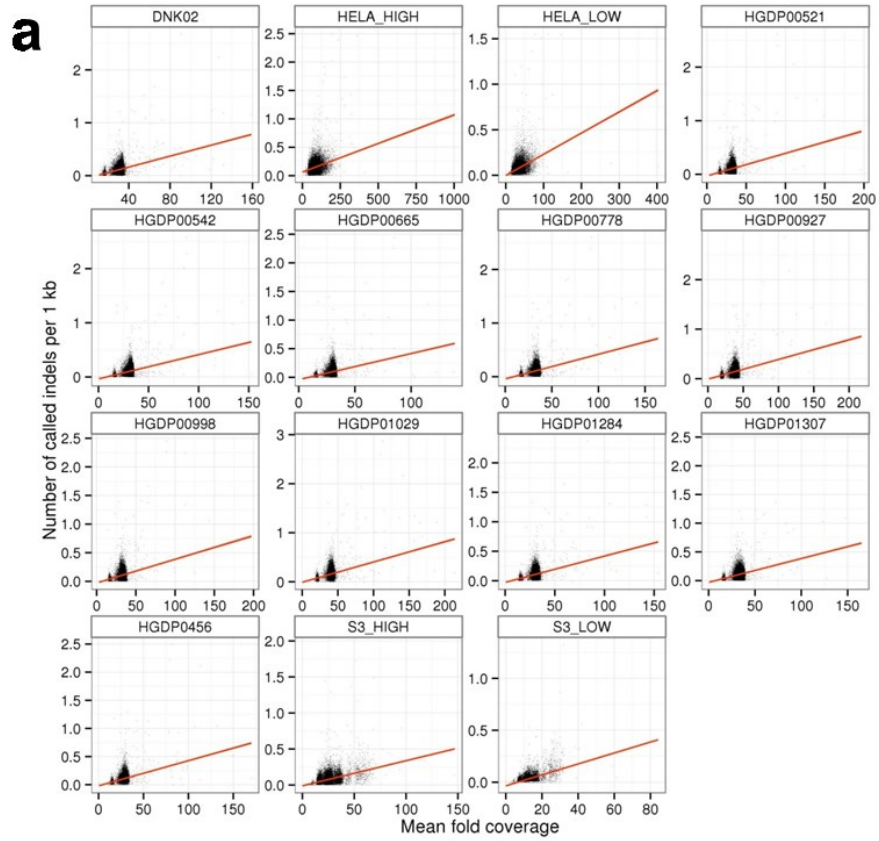 a
DNK02 HELA_HIGH HELA_LOW HGDP00521
2 1 0
2.5 2.0 1.5 1.0 0.5 0.0
1.5 1.0 0.5 0.0
2 1 0
40 80 120 160
0 250 500 750 1000
0 100 200 300 400
0 50 100 150 200
HGDP00542 HGDP00665 HGDP00778 HGDP00927
2 1 0
2.5 2.0 1.5 1.0 0.5 0.0
2 1 0
2 1 0
0 50 100 150
0 50 100
0 50 100 150
0 50 100 150 200
HGDP00998 HGDP01029 HGDP01284 HGDP01307
2.5 2.0 1.5 1.0 0.5 0.0
3 2 1 0
2.0 1.5 1.0 0.5 0.0
2.5 2.0 1.5 1.0 0.5 0.0
0 50 100 150 200
0 50 100 150 200
0 50 100 150
0 50 100 150
HGDP0456 S3_HIGH S3_LOW
2.5 2.0 1.5 1.0 0.5 0.0
2.0 1.5 1.0 0.5 0.0
1.0 0.5 0.0
0 50 100 150
0 50 100 150
0 20 40 60 80
Number of called indels per 1 kb
Mean fold coverage